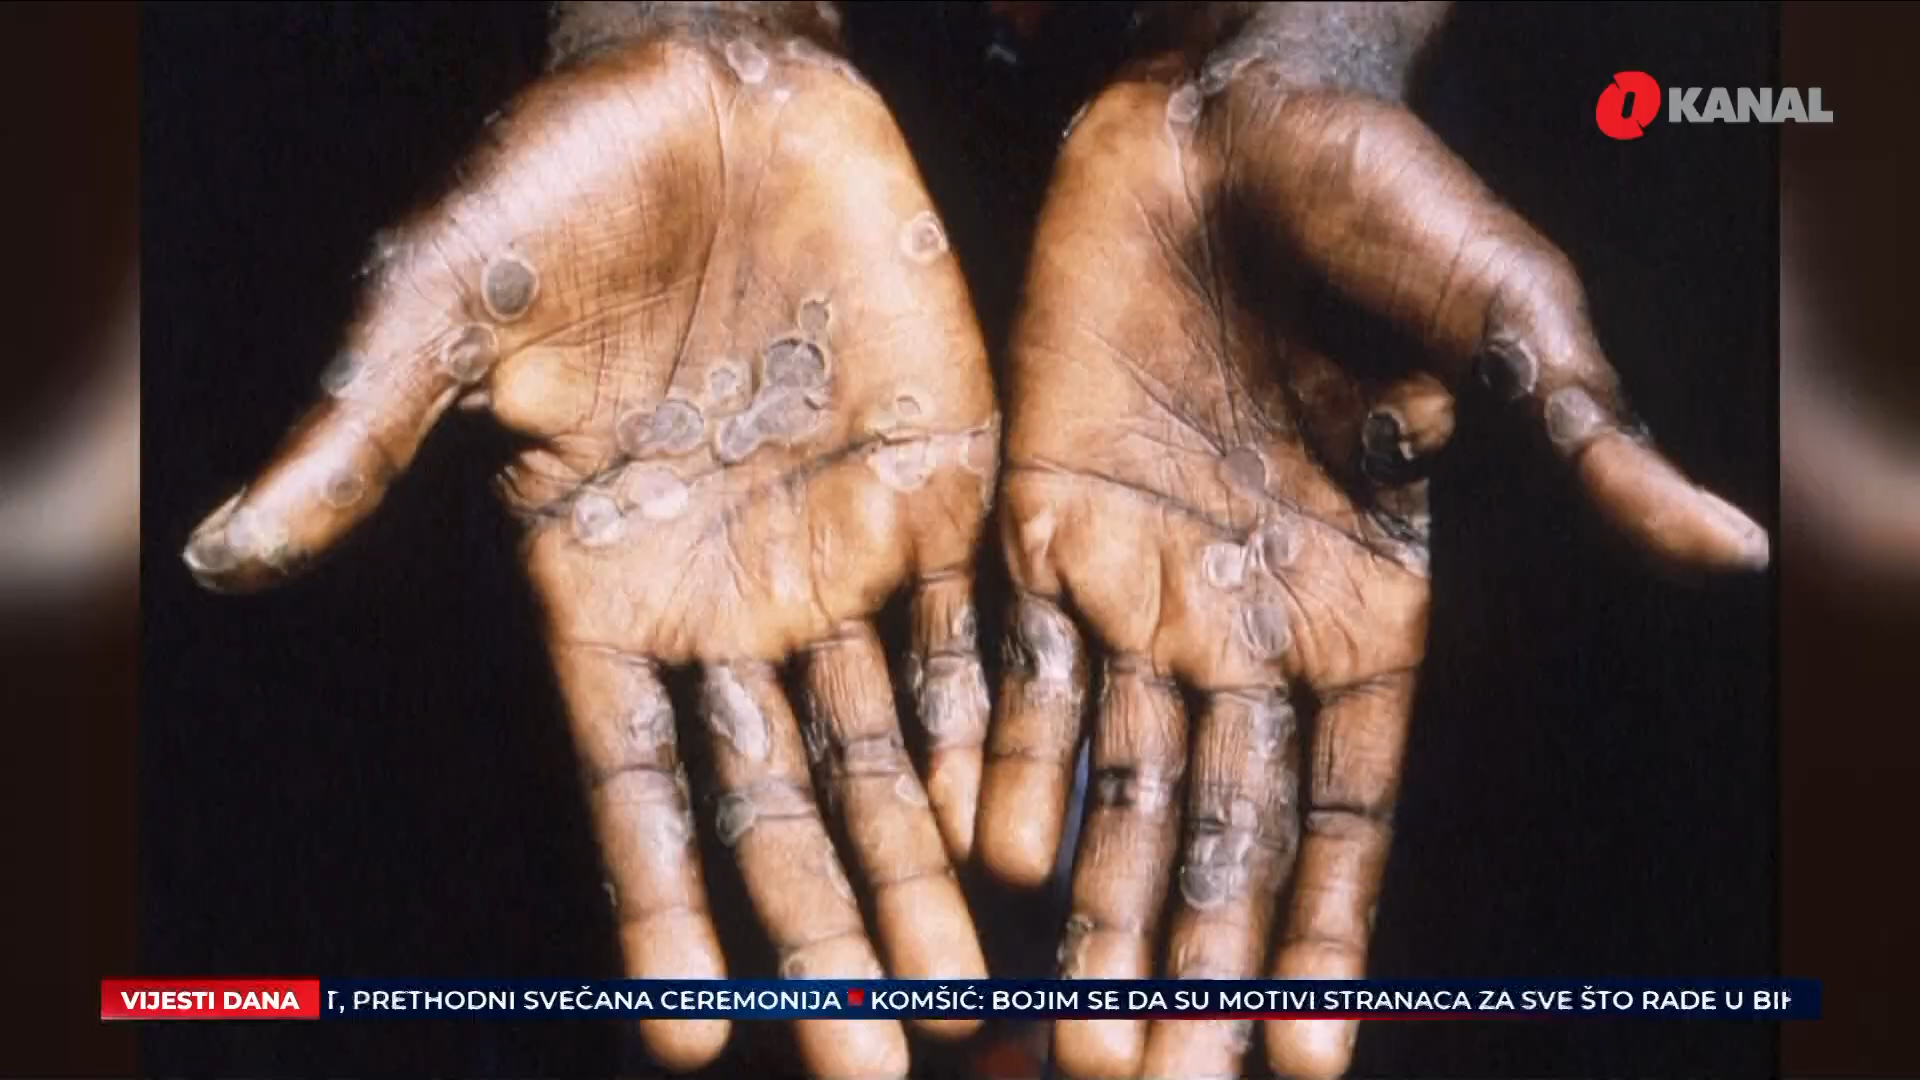 KANAL
VIJESTI DANA
, PRETHODNI SVEČANA CEREMONIJA ■ KOMŠIĆ: BOJIM SE DA SU MOTIVI STRANACA ZA SVE ŠTO RADE U